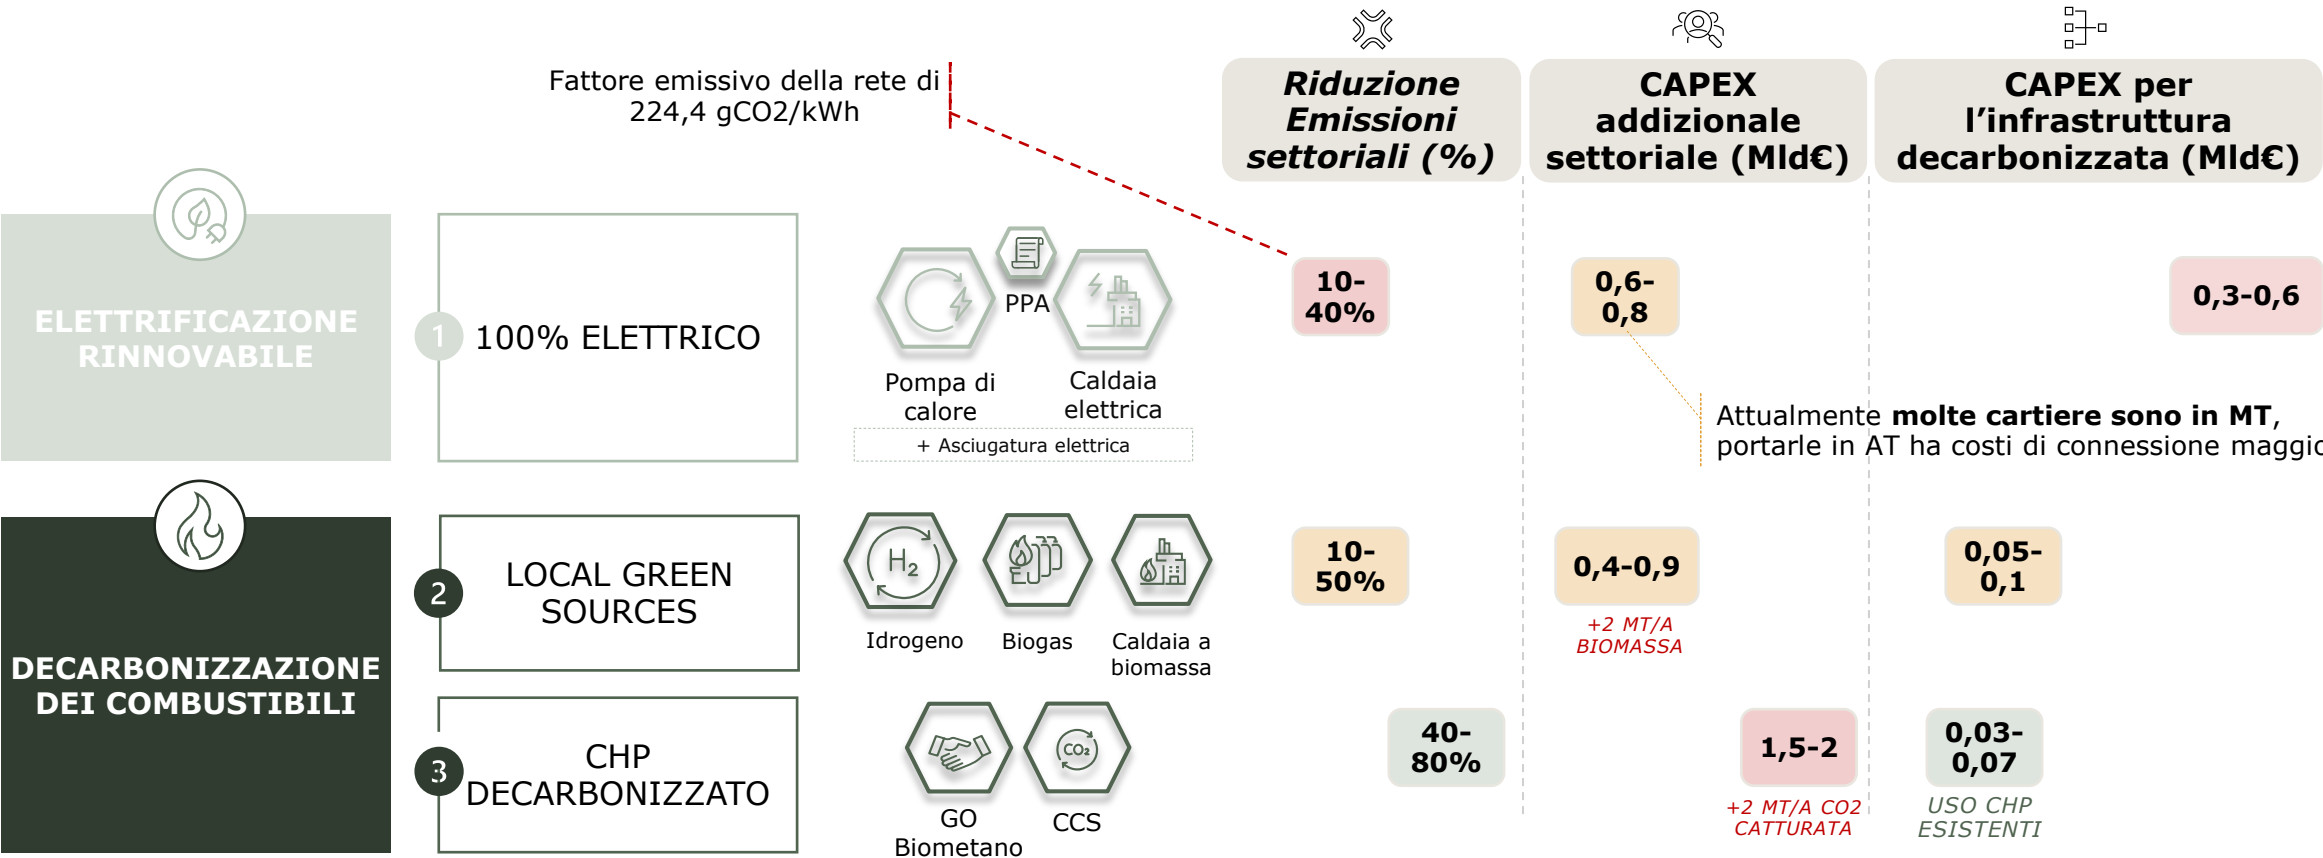 Fattore emissivo della rete di
224,4 gCO2/kWh
Riduzione
Emissioni
settoriali (%)
CAPEX
addizionale
settoriale (Mld€)
CAPEX per
l’infrastruttura
decarbonizzata (Mld€)
ELETTRIFICAZIONE
RINNOVABILE
1
100% ELETTRICO
PPA
Pompa di
calore
Caldaia
elettrica
+ Asciugatura elettrica
10-
40%
0,6-
0,8
0,3-0,6
Attualmente molte cartiere sono in MT,
portarle in AT ha costi di connessione maggio
DECARBONIZZAZIONE
DEI COMBUSTIBILI
2
LOCAL GREEN
SOURCES
H2
Idrogeno
Biogas
Caldaia a
biomassa
10-
50%
0,4-0,9
+2 MT/A
BIOMASSA
0,05-
0,1
3
CHP
DECARBONIZZATO
CO2
GO
Biometano
CCS
40-
80%
1,5-2
+2 MT/A CO2
CATTURATA
0,03-
0,07
USO CHP
ESISTENTI